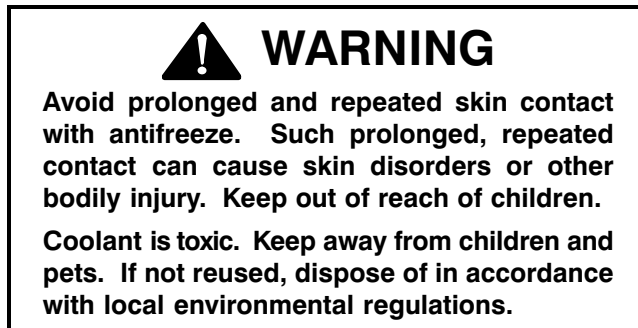 WARNING
Avoid prolonged and repeated skin contact
with antifreeze. Such prolonged, repeated
contact can cause skin disorders or other
bodily injury. Keep out of reach of children.
Coolant is toxic. Keep away from children and
pets. If not reused, dispose of in accordance
with local environmental regulations.